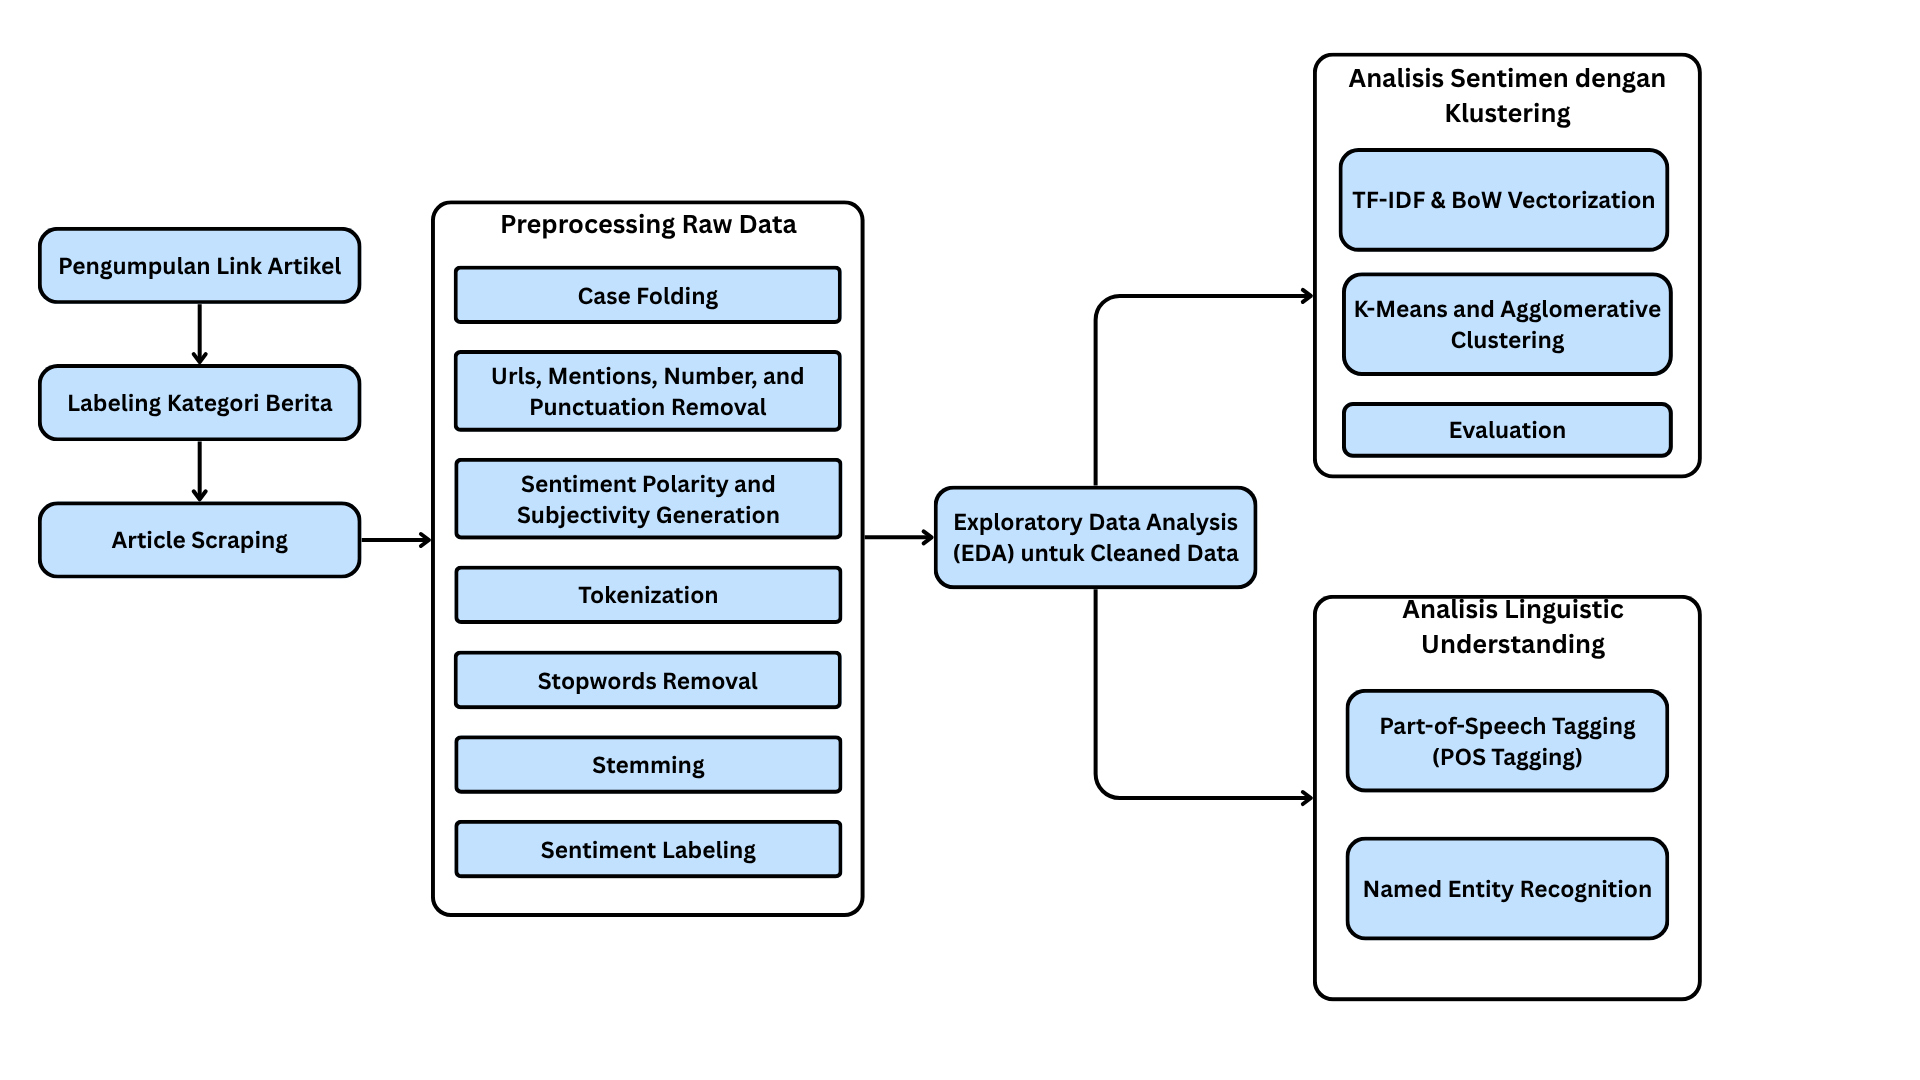 Pengumpulan Link Artikel
Labeling Kategori Berita
Article Scraping
Preprocessing Raw Data
Case Folding
Urls, Mentions, Number, and
Punctuation Removal
Sentiment Polarity and
Subjectivity Generation
Tokenization
Stopwords Removal
Stemming
Sentiment Labeling
Exploratory Data Analysis
(EDA) untuk Cleaned Data
Analisis Sentimen dengan
Klustering
TF-IDF & BoW Vectorization
K-Means and Agglomerative
Clustering
Evaluation
Analisis Linguistic
Understanding
Part-of-Speech Tagging
(POS Tagging)
Named Entity Recognition